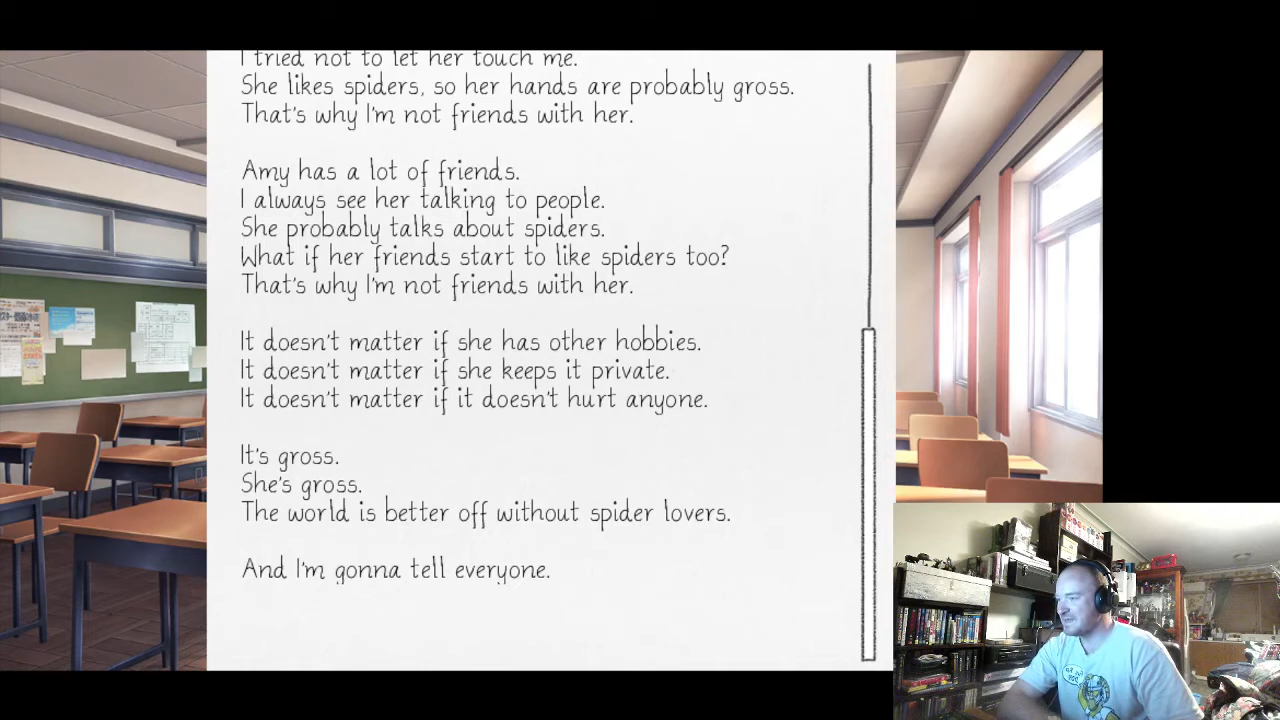 I tried not to let her touch me.
She likes spiders, so her hands are probably gross.
That's why I'm not friends with her.
Amy has a lot of friends.
I always see her talking to people.
She probably talks about spiders.
What if her friends start to like spiders too?
That's why I'm not friends with her.
It doesn't matter if she has other hobbies.
It doesn't matter if she keeps it private.
It doesn't matter if it doesn't hurt anyone.
It's gross.
She's gross.
The world is better off without spider lovers.
And I'm gonna tell everyone.